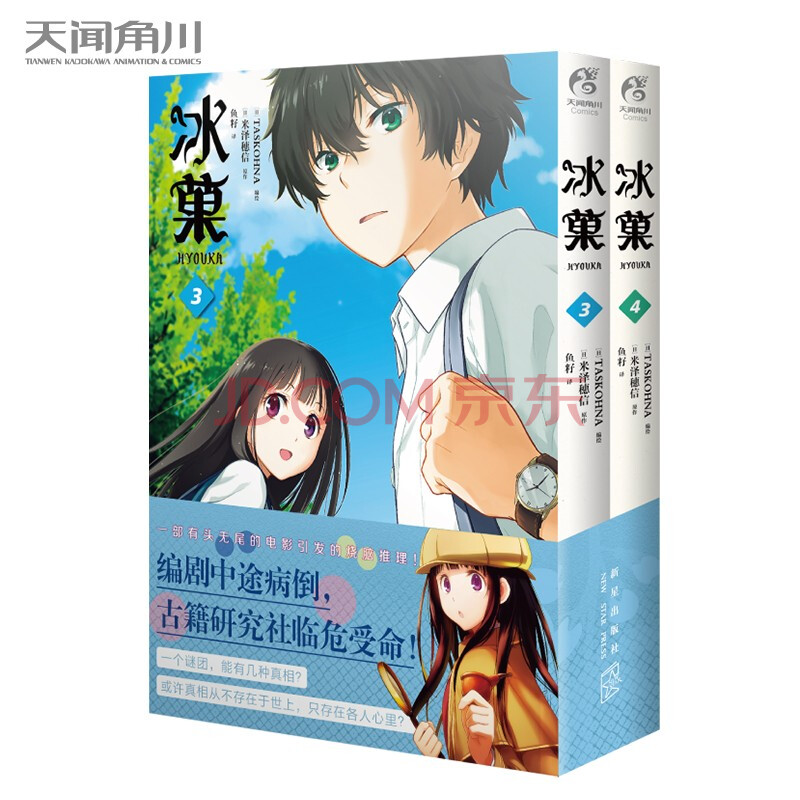 天闻角川
TIANWEN KADOKAWA ANIMATION & COMICS
冰菓
HYOUKA
3
[日] TASKOHNA 编绘
[日] 米泽穗信 原作
鱼籽 译
JD.COM 京东
一部有头无尾的电影引发的烧脑推理!
编剧中途病倒,
古籍研究社临危受命!
一个谜团,能有几种真相?
或许真相从不存在于世上,只存在各人心里?
天闻角川
Comics
冰菓
HYOUKA
3
[日] TASKOHNA 编绘
[日] 米泽穗信 原作
鱼籽 译
天闻角川
Comics
冰菓
HYOUKA
4
[日] TASKOHNA 编绘
[日] 米泽穗信 原作
鱼籽 译
新星出版社
NEW STAR PRESS